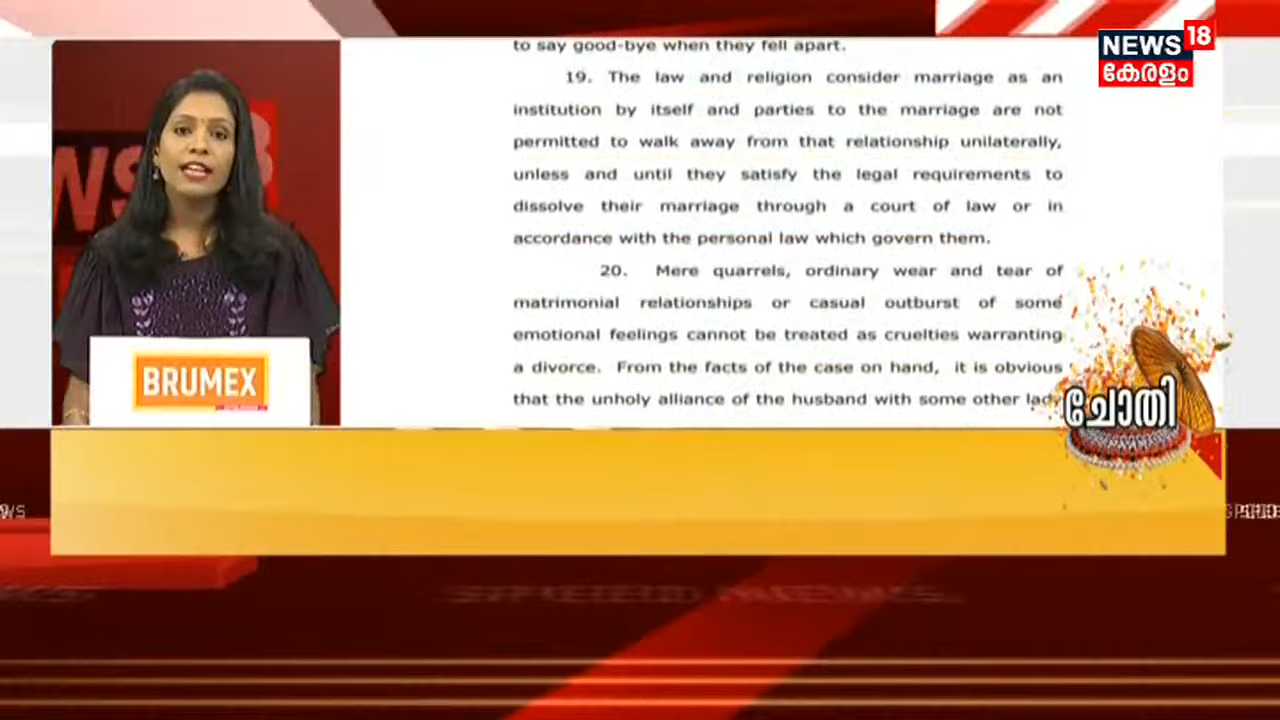 to say good-bye when they fell apart.
19. The law and religion consider marriage as an
institution by itself and parties to the marriage are not
permitted to walk away from that relationship unilaterally,
unless and until they satisfy the legal requirements to
dissolve their marriage through a court of law or in
accordance with the personal law which govern them.
20. Mere quarrels, ordinary wear and tear of
matrimonial relationships or casual outburst of some
emotional feelings cannot be treated as cruelties warranting
a divorce. From the facts of the case on hand, it is obvious
that the unholy alliance of the husband with some other lady
NEWS 18
കേരളം
BRUMEX
ചോതി